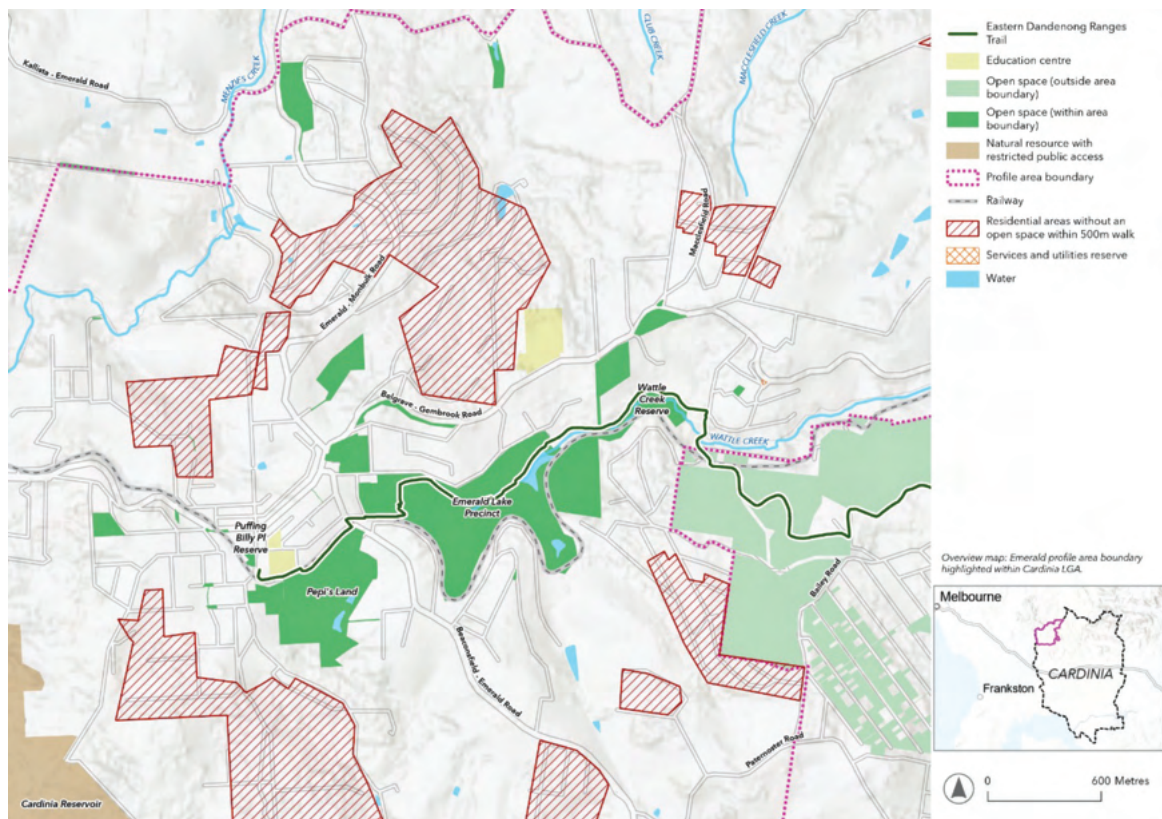 Kallista - Emerald Road
MENZIE'S CREEK
CLUB CREEK
MACCLESFIELD CREEK
Macclesfield Road
Emerald - Monbulk Road
Belgrave - Gembrook Road
Wattle
Creek
Reserve
WATTLE CREEK
Emerald Lake
Precinct
Puffing
Billy Pl
Reserve
Pepi's Land
Bailey Road
Beaconsfield - Emerald Road
Paternoster Road
Cardinia Reservoir
Eastern Dandenong Ranges
Trail
Education centre
Open space (outside area
boundary)
Open space (within area
boundary)
Natural resource with
restricted public access
Profile area boundary
Railway
Residential areas without an
open space within 500m walk
Services and utilities reserve
Water
Overview map: Emerald profile area boundary
highlighted within Cardinia LGA.
Melbourne
CARDINIA
Frankston
0 600 Metres